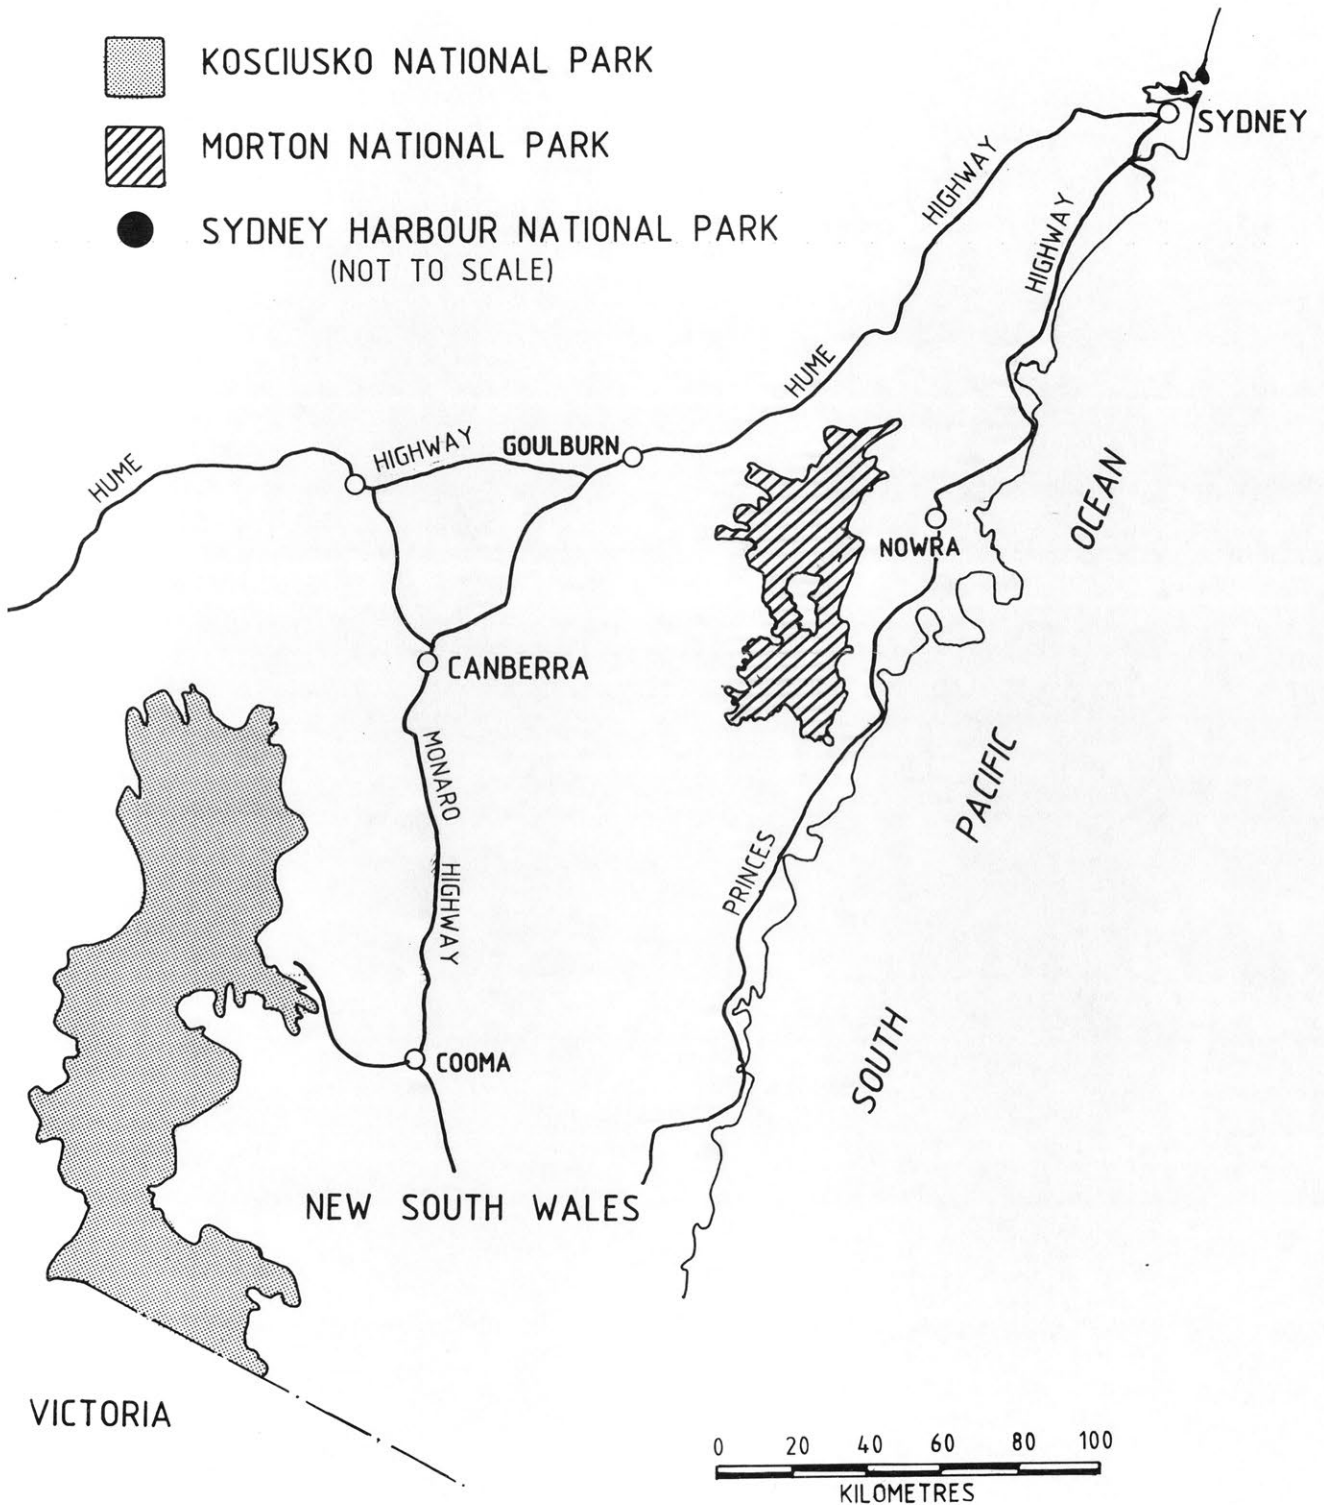 KOSCIUSKO NATIONAL PARK
MORTON NATIONAL PARK
SYDNEY HARBOUR NATIONAL PARK
(NOT TO SCALE)
SYDNEY
HIGHWAY
HIGHWAY
HUME
HUME
HIGHWAY
GOULBURN
OCEAN
NOWRA
CANBERRA
MONARO
HIGHWAY
PACIFIC
PRINCES
SOUTH
COOMA
NEW SOUTH WALES
VICTORIA
0 20 40 60 80 100
KILOMETRES